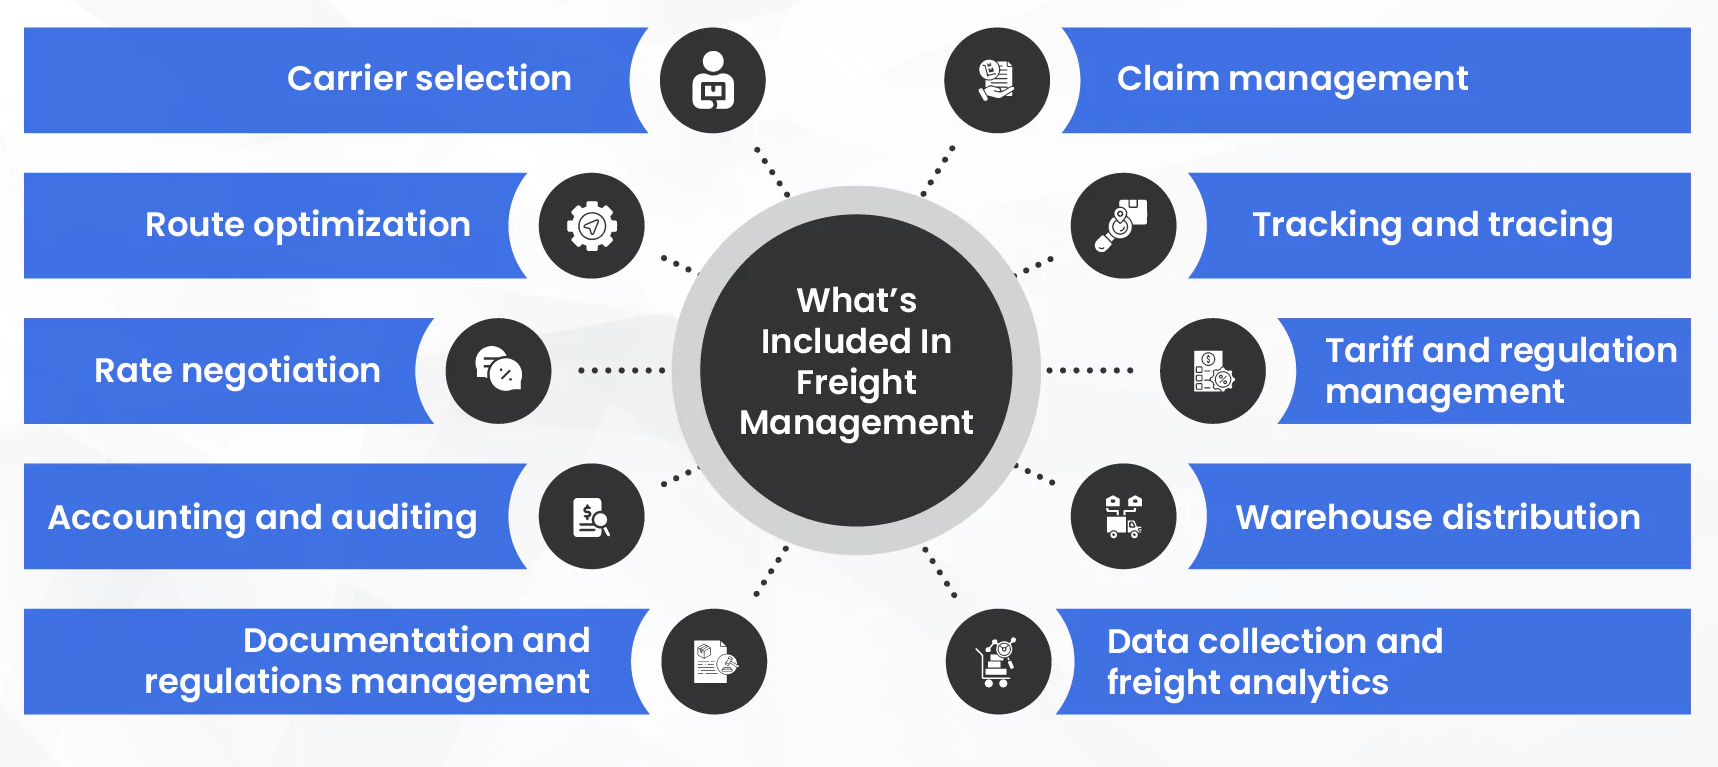 Carrier selection
Route optimization
Rate negotiation
Accounting and auditing
Documentation and
regulations management
What’s
Included In
Freight
Management
Claim management
Tracking and tracing
Tariff and regulation
management
Warehouse distribution
Data collection and
freight analytics